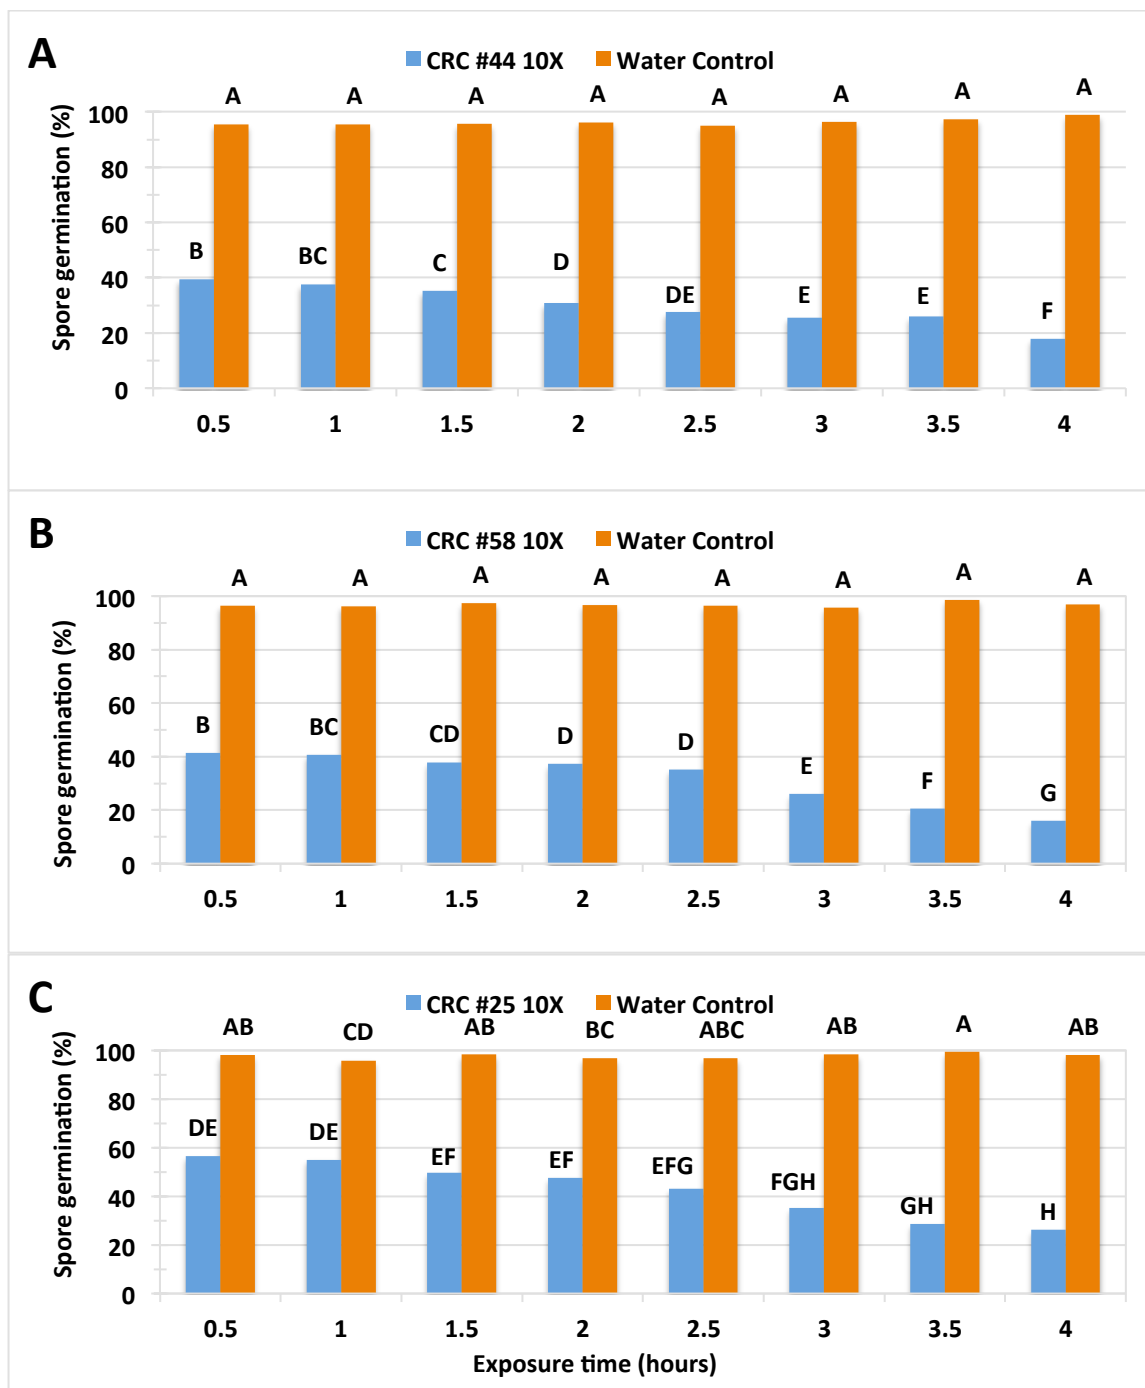 A
CRC #44 10X Water Control
A A A A A A A A
Spore germination (%)
100
80
60
40
20
0
B BC C D DE E E F
0.5 1 1.5 2 2.5 3 3.5 4
B
CRC #58 10X Water Control
A A A A A A A A
Spore germination (%)
100
80
60
40
20
0
B BC CD D D E F G
0.5 1 1.5 2 2.5 3 3.5 4
C
CRC #25 10X Water Control
AB CD AB BC ABC AB A AB
Spore germination (%)
100
80
60
40
20
0
DE DE EF EF EFG FGH GH H
0.5 1 1.5 2 2.5 3 3.5 4
Exposure time (hours)